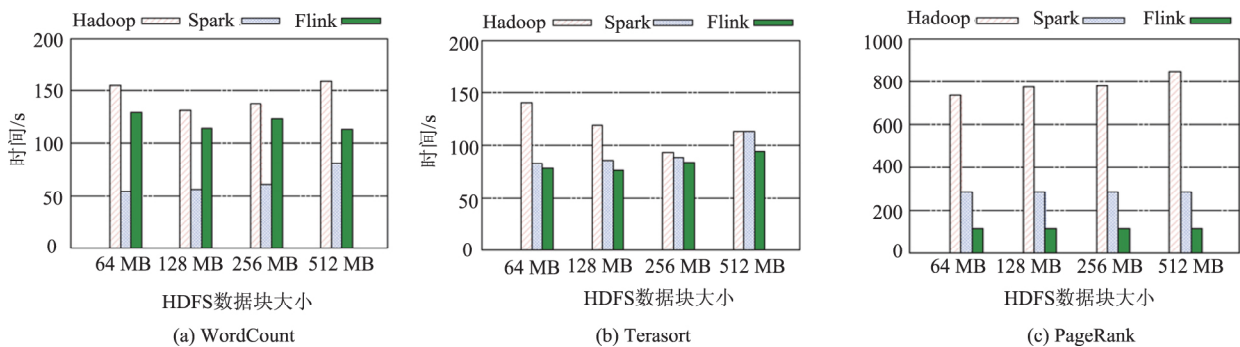 Hadoop Spark Flink
200
150
100
50
0
时间/s
64 MB 128 MB 256 MB 512 MB
HDFS数据块大小
(a) WordCount
Hadoop Spark Flink
200
150
100
50
0
时间/s
64 MB 128 MB 256 MB 512 MB
HDFS数据块大小
(b) Terasort
Hadoop Spark Flink
1000
800
600
400
200
0
64 MB 128 MB 256 MB 512 MB
HDFS数据块大小
(c) PageRank